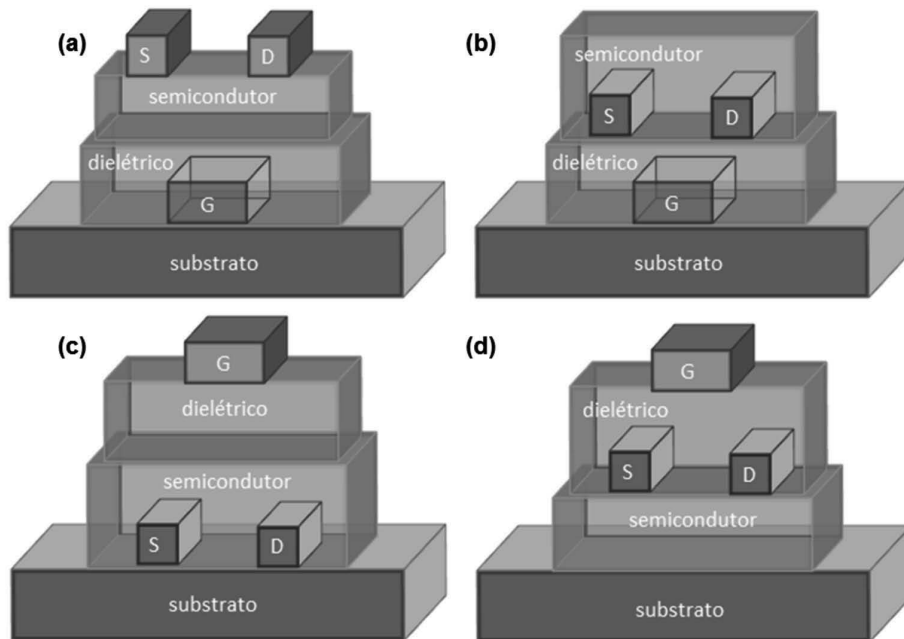 (a)
S D
semicondutor
dielétrico
G
substrato
(b)
semicondutor
S D
dielétrico
G
substrato
(c)
G
dielétrico
semicondutor
S D
substrato
(d)
G
dielétrico
S D
semicondutor
substrato